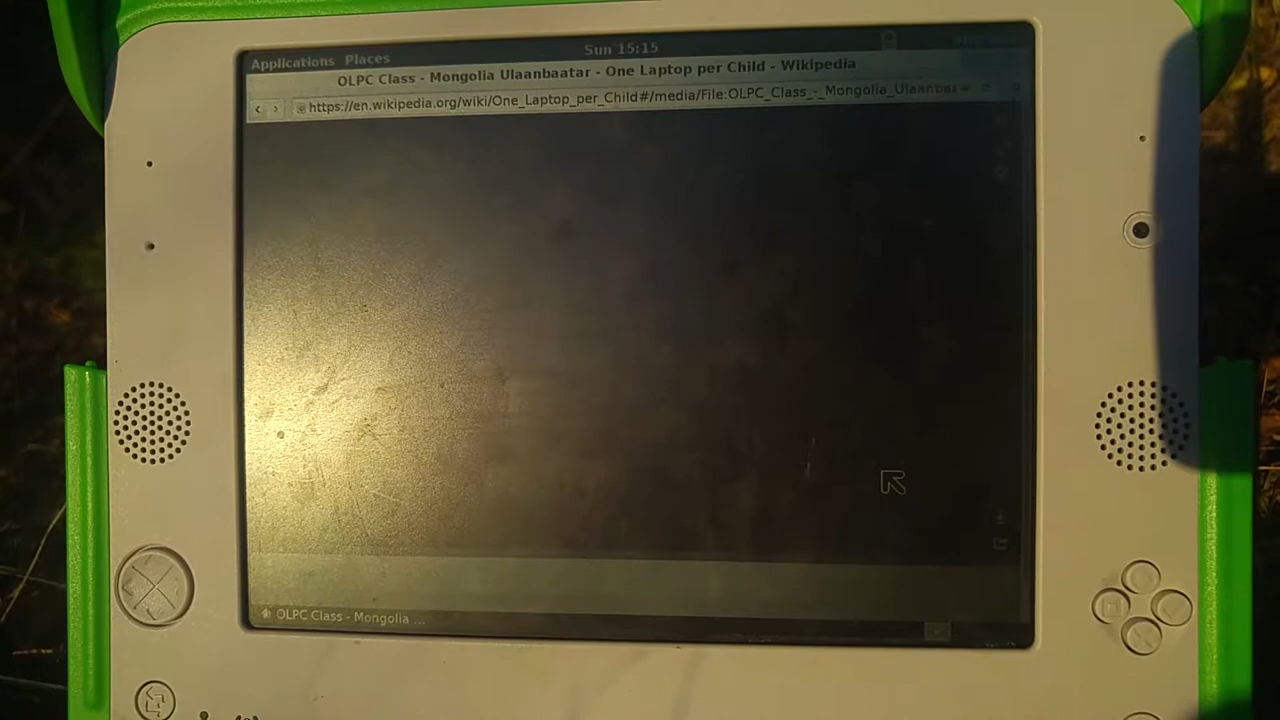 Applications Places Sun 15:15
OLPC Class - Mongolia Ulaanbaatar - One Laptop per Child - Wikipedia
https://en.wikipedia.org/wiki/One_Laptop_per_Child#/media/File:OLPC_Class_-_Mongolia_Ulaanbaa
OLPC Class - Mongolia ...